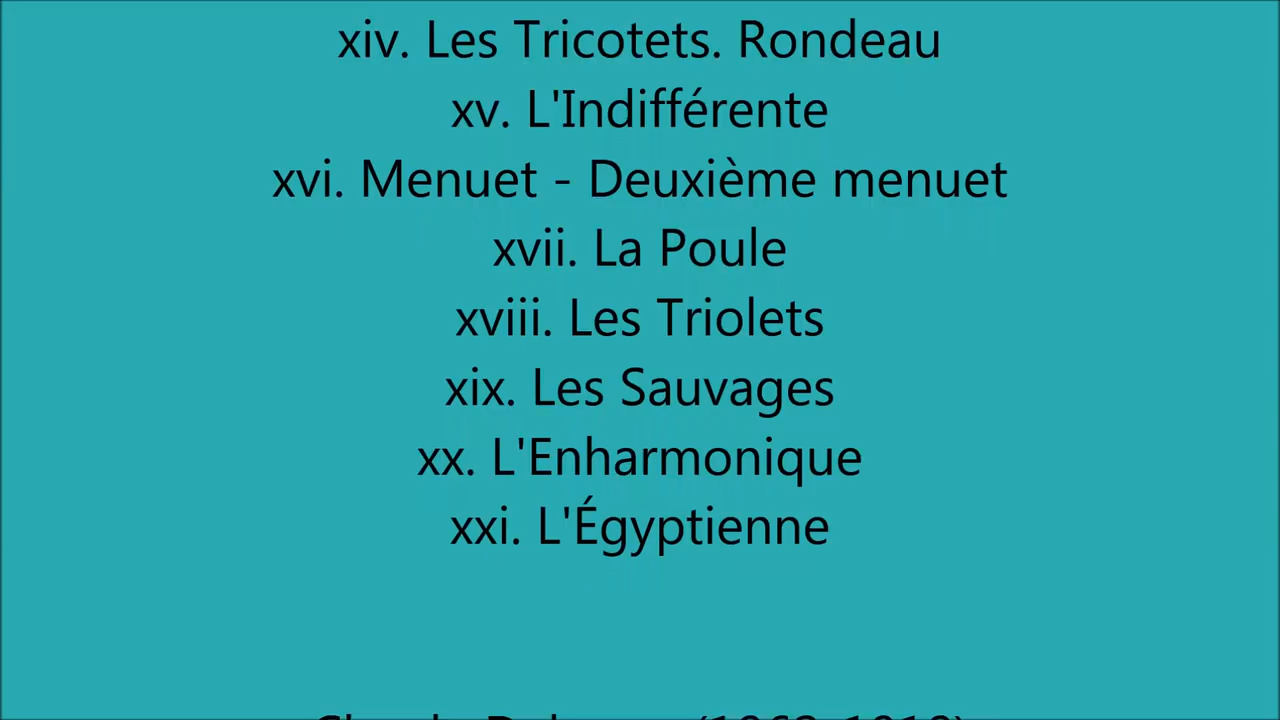 xiv. Les Tricotets. Rondeau
xv. L'Indifférente
xvi. Menuet - Deuxième menuet
xvii. La Poule
xviii. Les Triolets
xix. Les Sauvages
xx. L'Enharmonique
xxi. L'Égyptienne